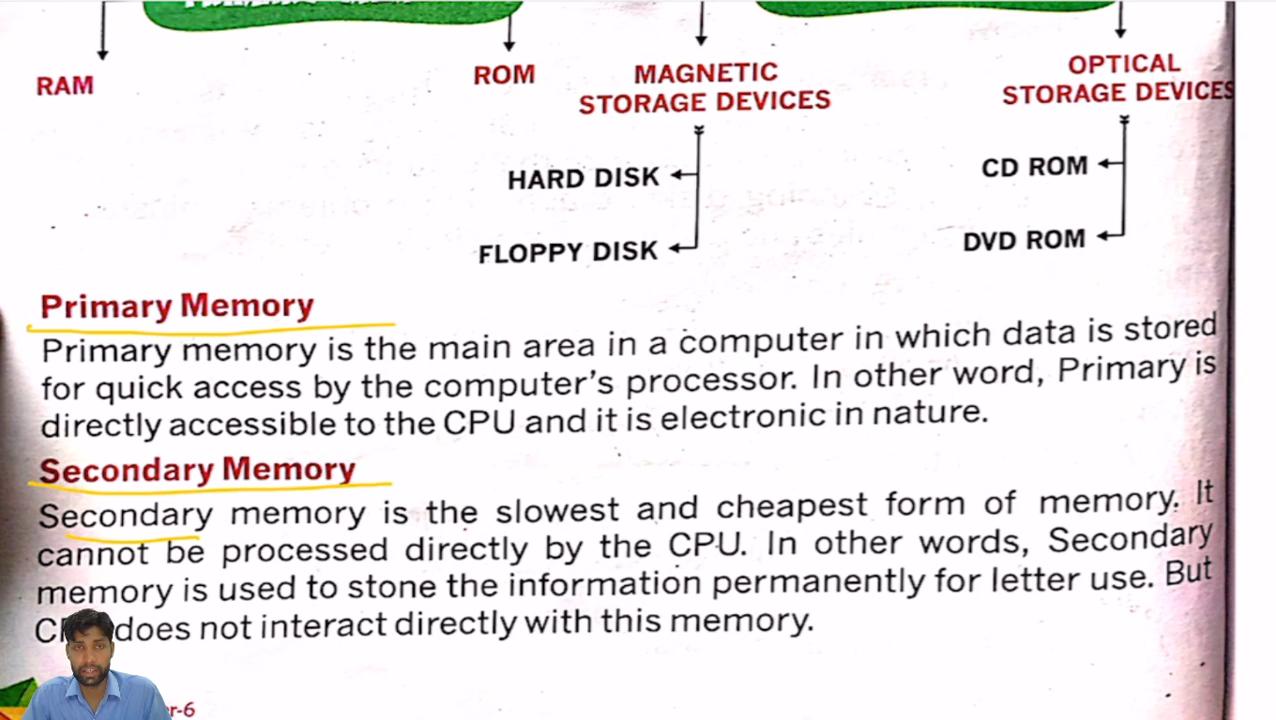 RAM
ROM
MAGNETIC
STORAGE DEVICES
OPTICAL
STORAGE DEVICES
HARD DISK
FLOPPY DISK
CD ROM
DVD ROM
Primary Memory
Primary memory is the main area in a computer in which data is stored
for quick access by the computer's processor. In other word, Primary is
directly accessible to the CPU and it is electronic in nature.
Secondary Memory
Secondary memory is the slowest and cheapest form of memory. It
cannot be processed directly by the CPU. In other words, Secondary
memory is used to stone the information permanently for letter use. But
does not interact directly with this memory.
r-6